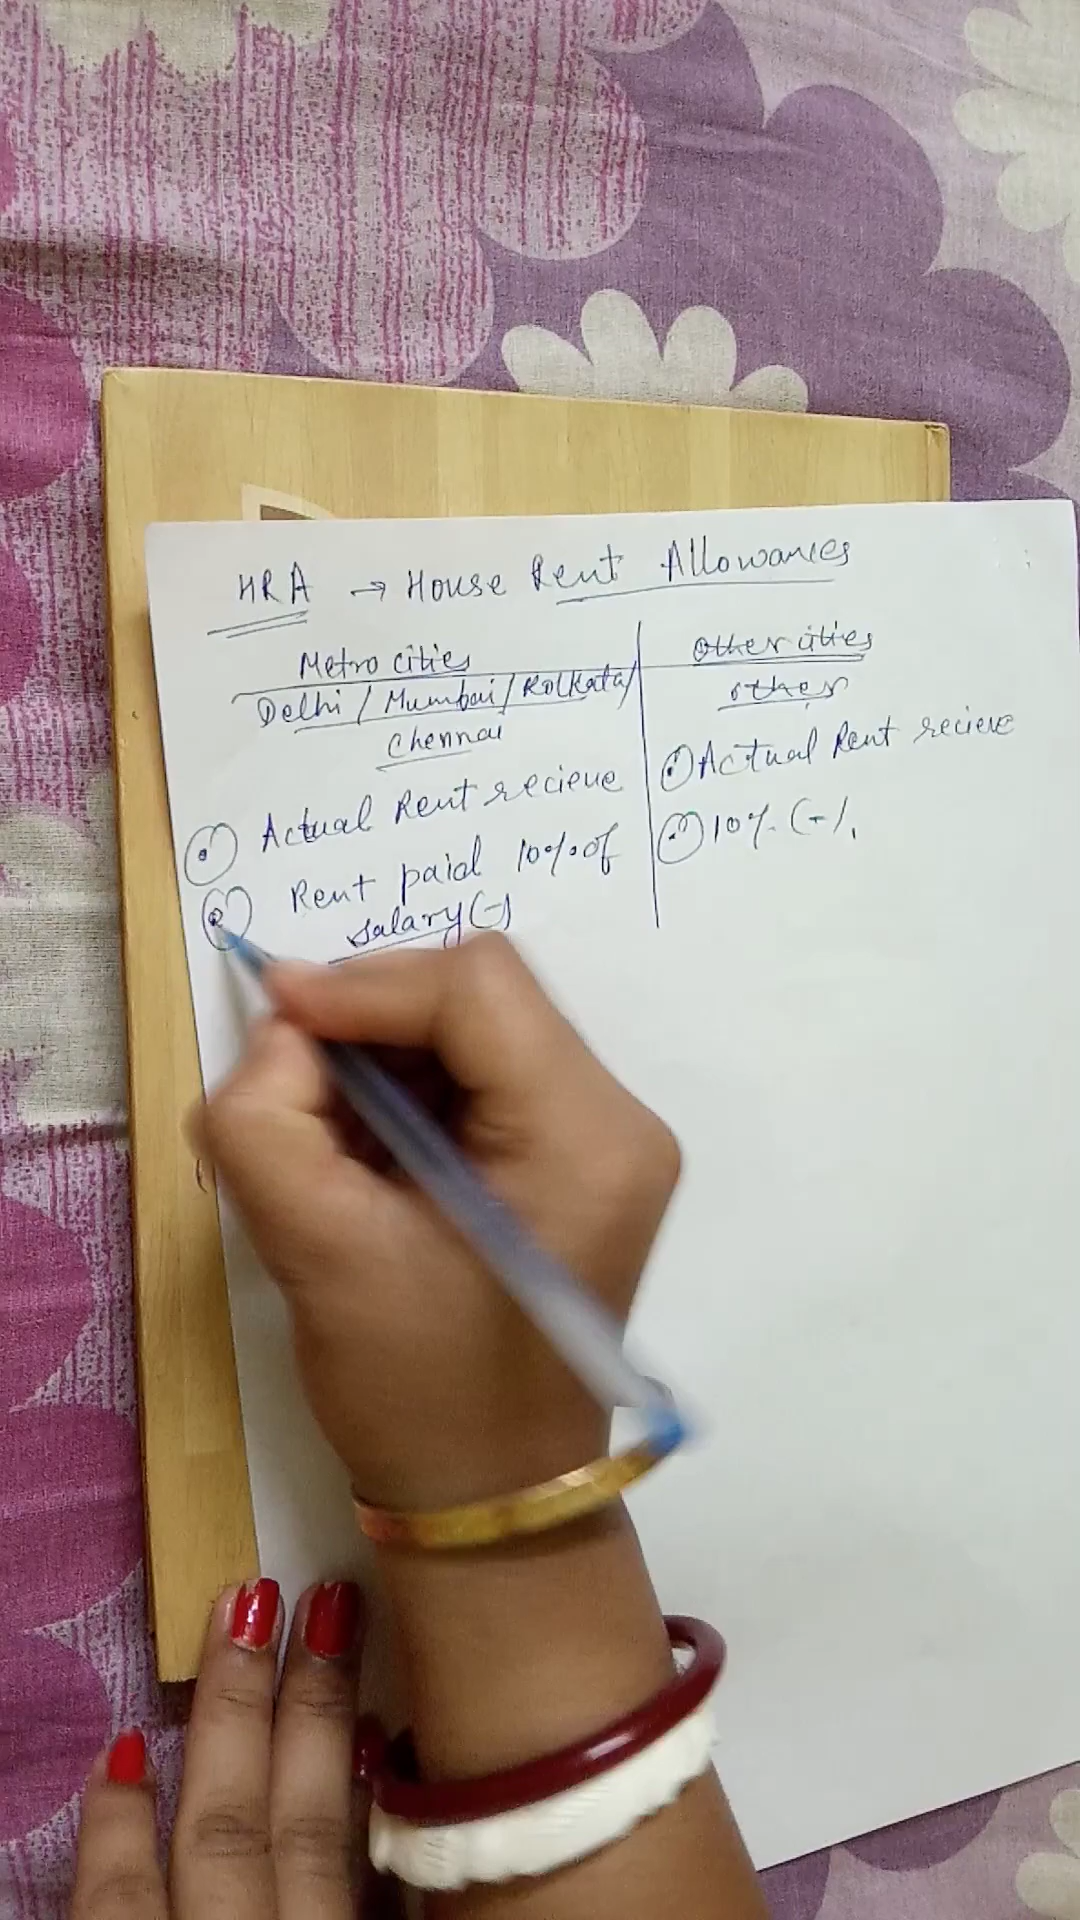 HRA → House Rent Allowances
Metro cities
Delhi / Mumbai / Kolkata /
Chennai
Actual Rent recieve
Rent paid 10% of
salary (-)
Other cities
other
Actual Rent recieve
10% (-)